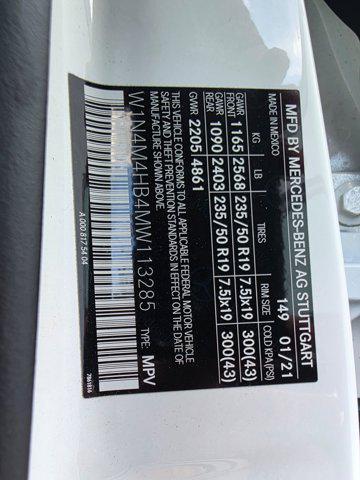 MFD BY MERCEDES-BENZ AG STUTTGART
MADE IN MEXICO 01/21
149
KG LB TIRES RIM SIZE COLD KPA(PSI)
GAWR FRONT 1165 2568 235/50 R19 7.5Jx19 300(43)
GAWR REAR 1090 2403 235/50 R19 7.5Jx19 300(43)
GVWR 2205 4861
THIS VEHICLE CONFORMS TO ALL APPLICABLE FEDERAL MOTOR VEHICLE
SAFETY, BUMPER, AND THEFT PREVENTION STANDARDS IN EFFECT ON THE DATE OF
MANUFACTURE SHOWN ABOVE.
W1N4M4HB4MW113285 TYPE: MPV
A 000 817 54 04